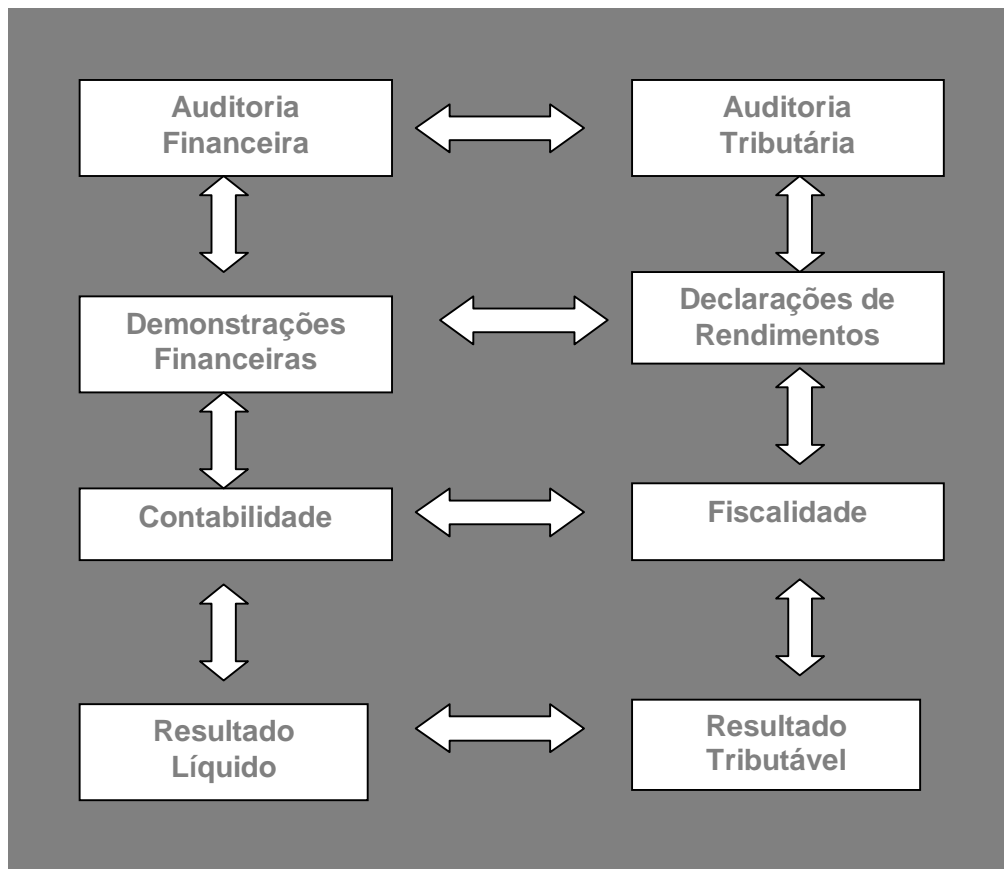 Auditoria
Financeira
Auditoria
Tributária
Demonstrações
Financeiras
Declarações de
Rendimentos
Contabilidade
Fiscalidade
Resultado
Líquido
Resultado
Tributável